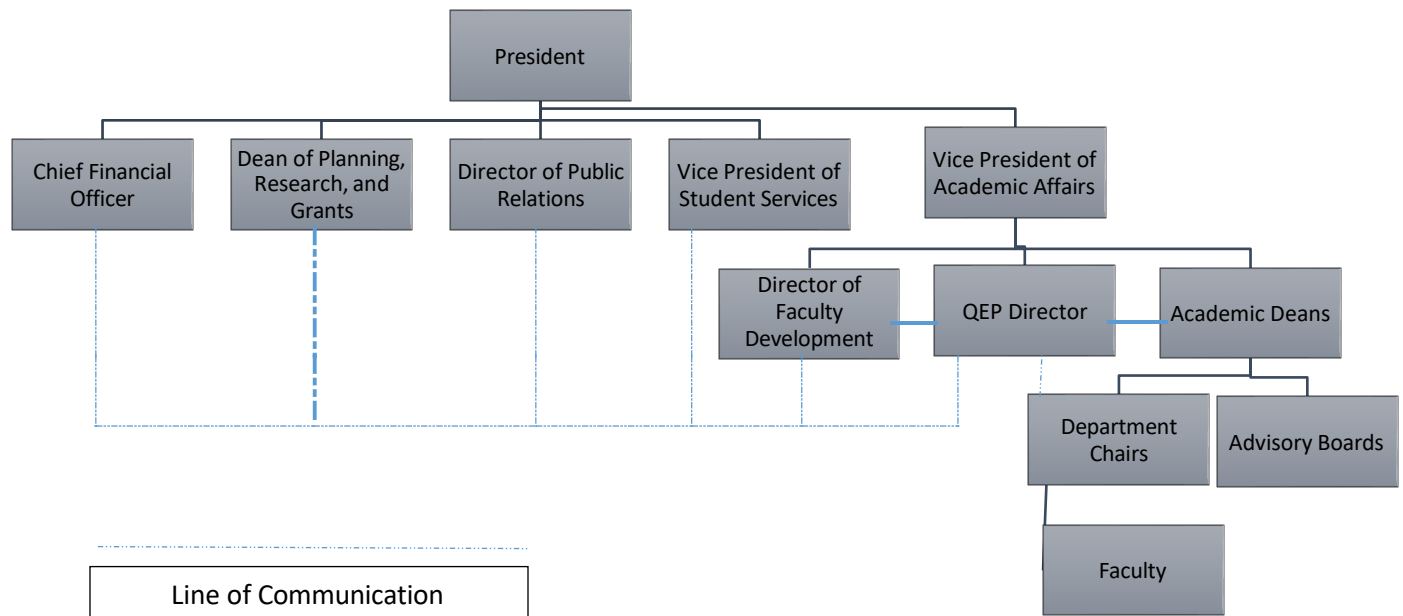 President
Chief Financial
Officer
Dean of Planning,
Research, and
Grants
Director of Public
Relations
Vice President of
Student Services
Vice President of
Academic Affairs
Director of
Faculty
Development
QEP Director
Academic Deans
Department
Chairs
Advisory Boards
Faculty
Line of Communication